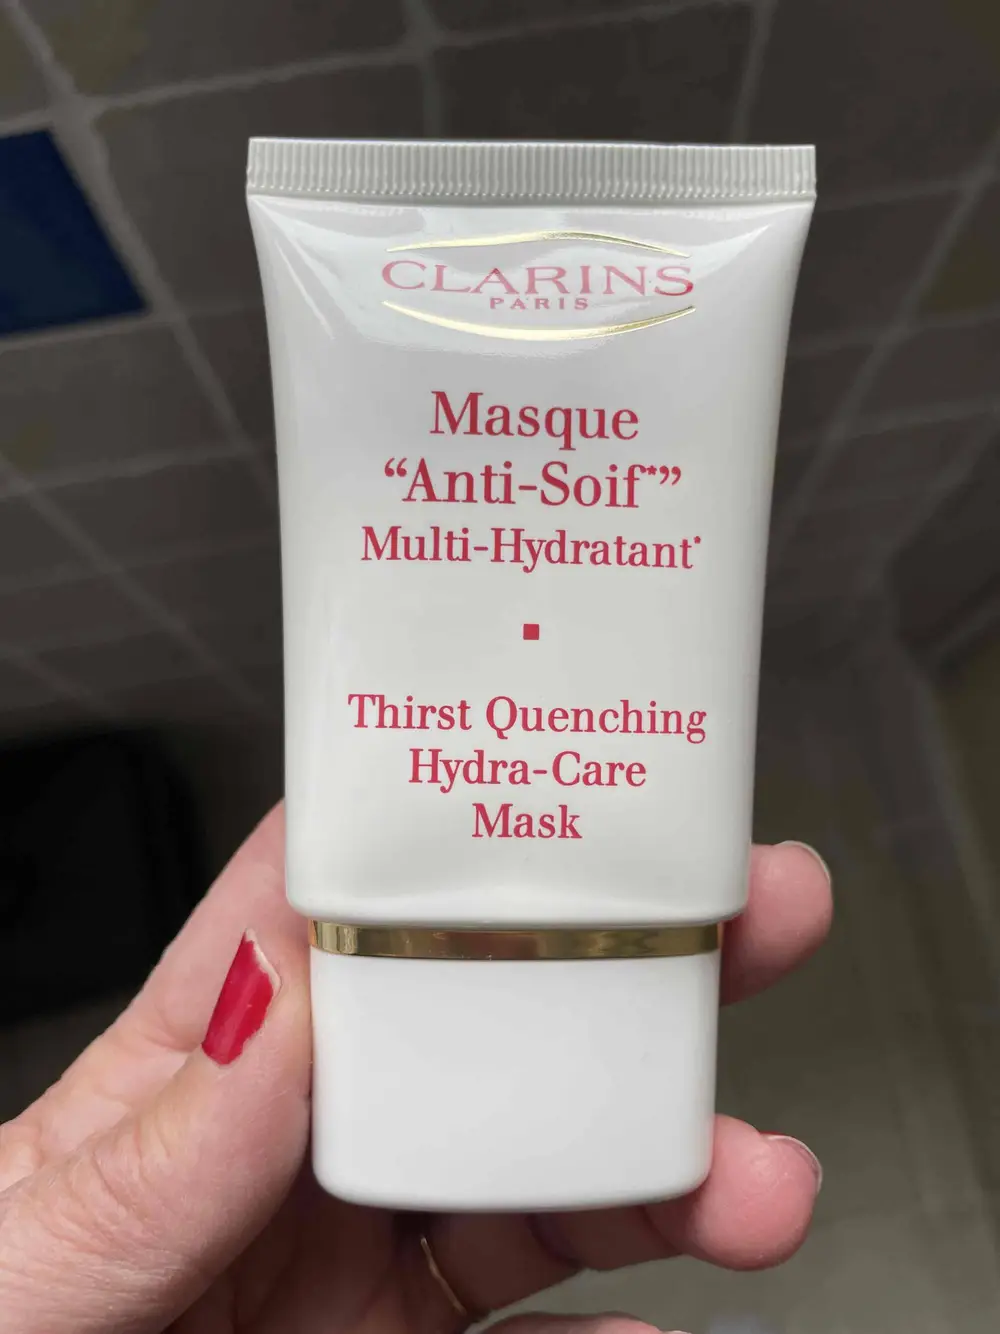 CLARINS
PARIS
Masque
“Anti-Soif**”
Multi-Hydratant*
Thirst Quenching
Hydra-Care
Mask